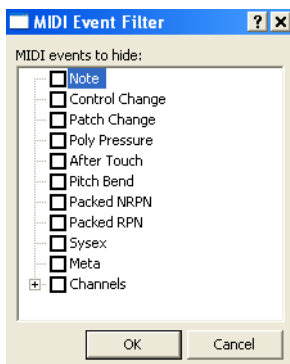 MIDI Event Filter
MIDI events to hide:
Note
Control Change
Patch Change
Poly Pressure
After Touch
Pitch Bend
Packed NRPN
Packed RPN
Sysex
Meta
Channels
OK Cancel